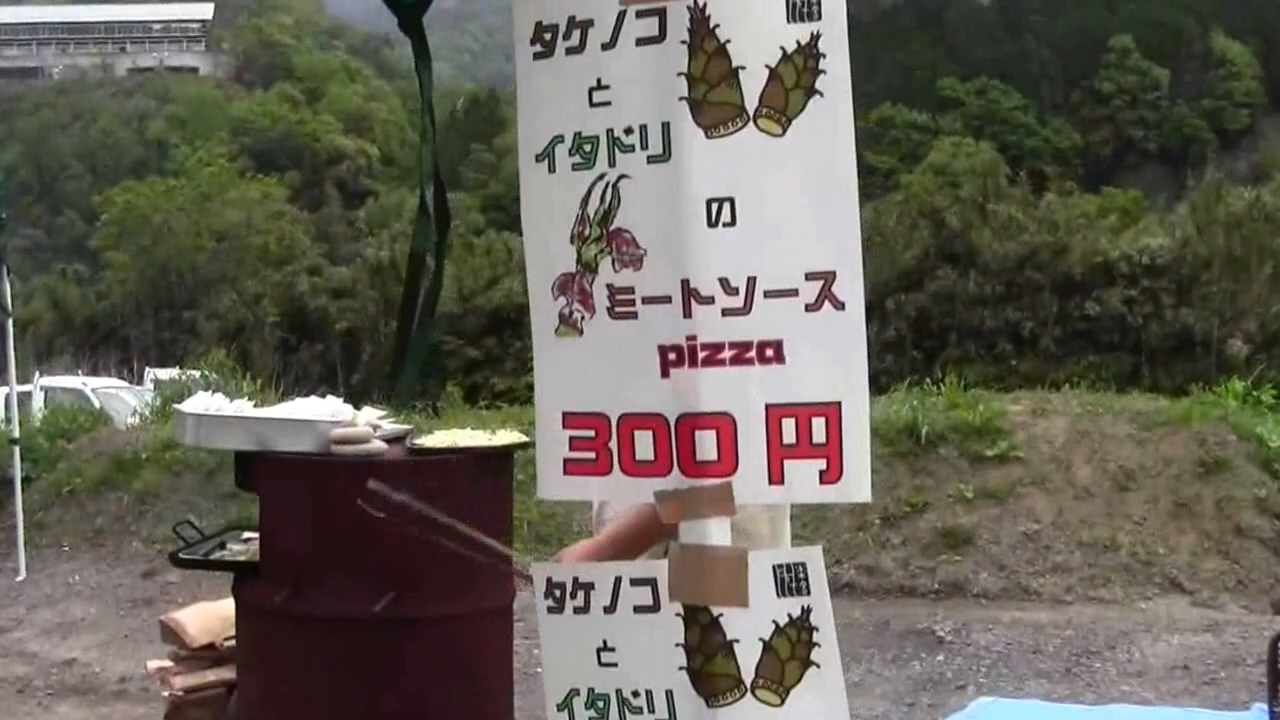 タケノコ
と
イタドリ
の
ミートソース
pizza
300円
タケノコ
と
イタドリ